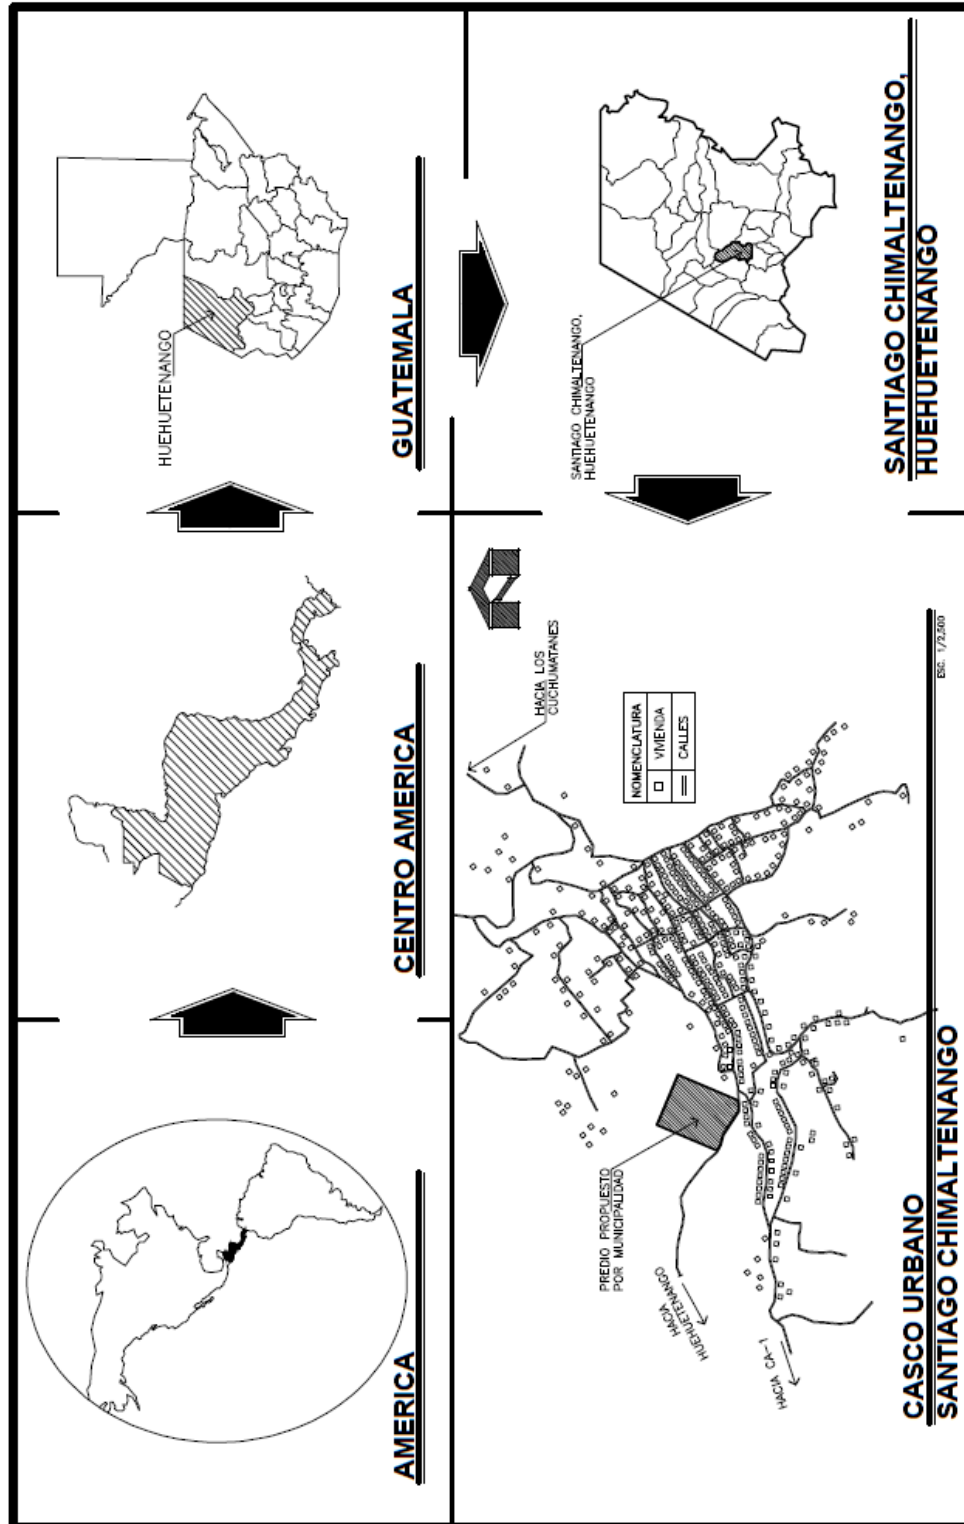 AMERICA
CENTRO AMERICA
HUEHUETENANGO
GUATEMALA
PREDIO PROPUESTO
POR MUNICIPALIDAD
HACIA
HUEHUETENANGO
HACIA CA-1
HACIA LOS
CUCHUMATANES
NOMENCLATURA
VIVIENDA
CALLES
CASCO URBANO
SANTIAGO CHIMALTENANGO
ESC. 1/2,500
SANTIAGO CHIMALTENANGO,
HUEHUETENANGO
SANTIAGO CHIMALTENANGO,
HUEHUETENANGO